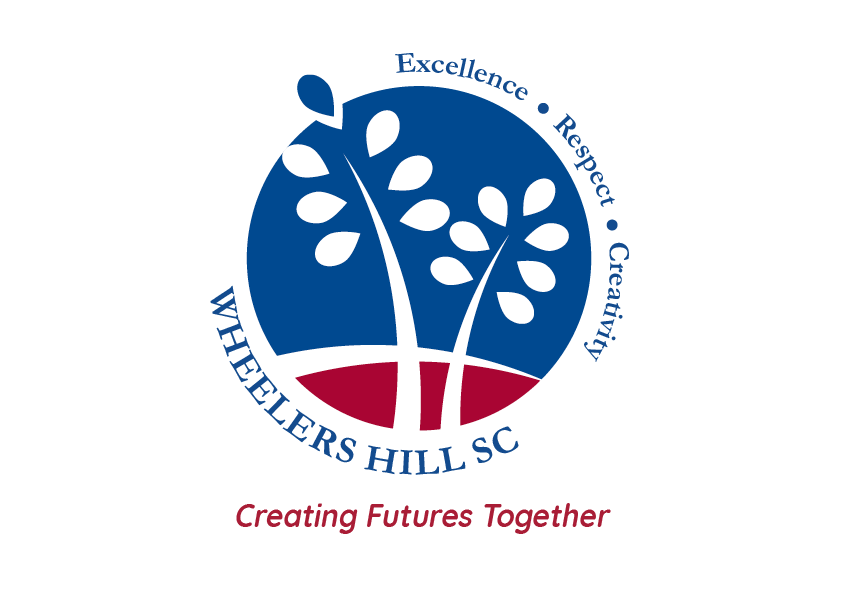 Excellence • Respect • Creativity
WHEELERS HILL SC
Creating Futures Together